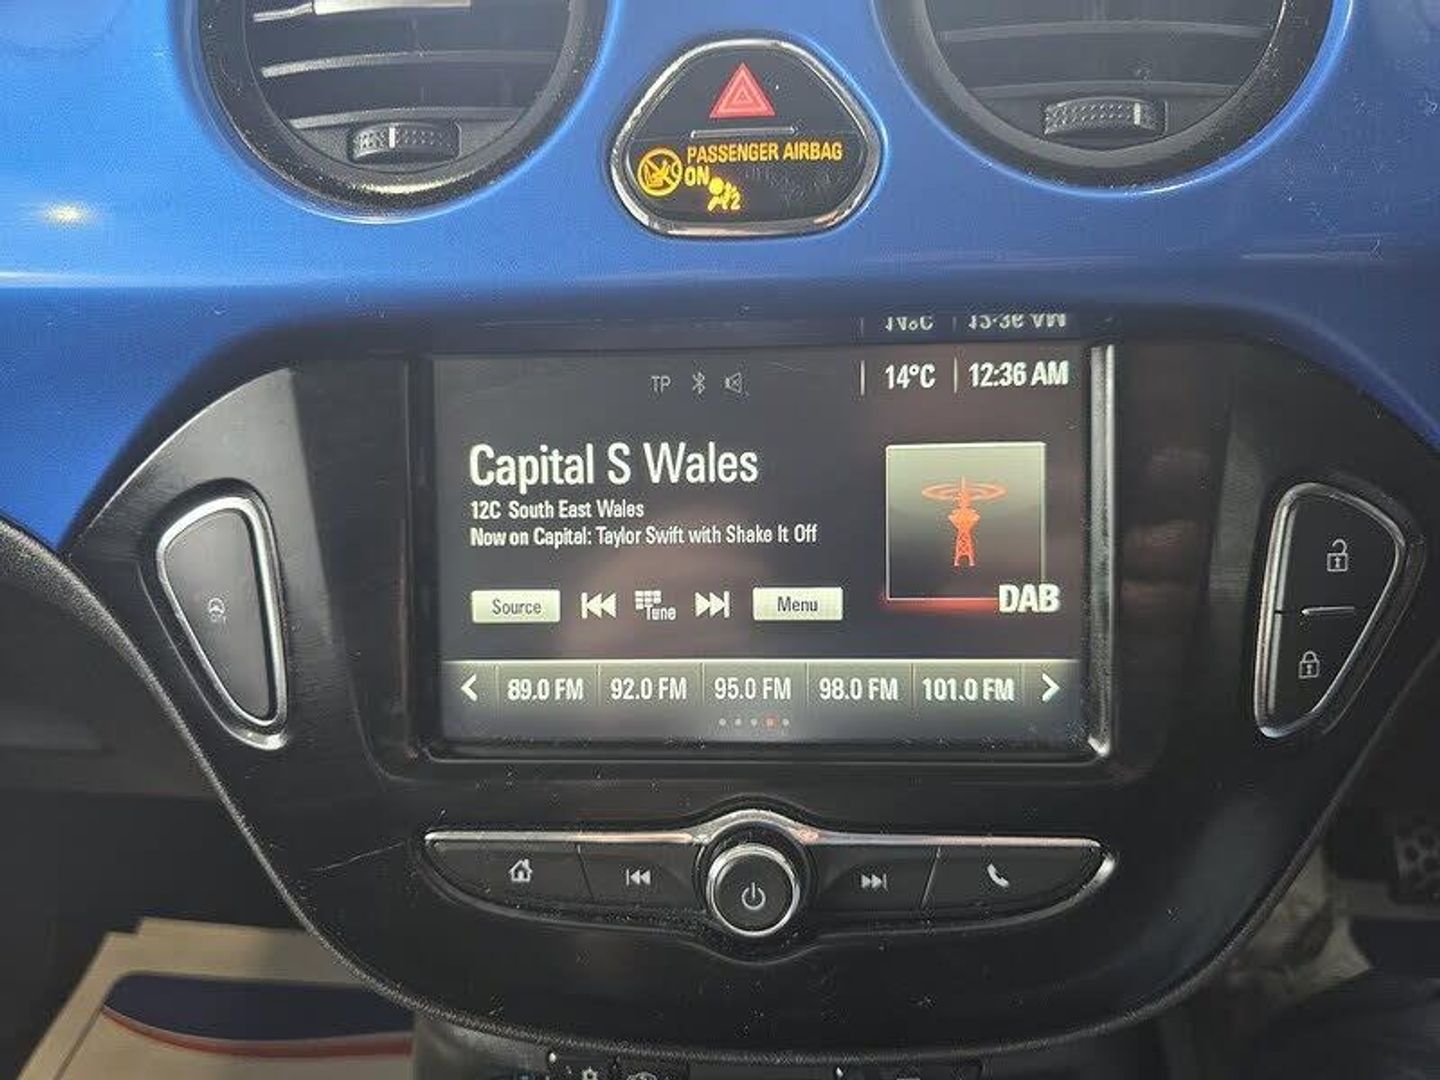 PASSENGER AIRBAG
ON
2
TP
14°C
12:36 AM
Capital S Wales
12C South East Wales
Now on Capital: Taylor Swift with Shake It Off
Source
Tune
Menu
DAB
89.0 FM
92.0 FM
95.0 FM
98.0 FM
101.0 FM